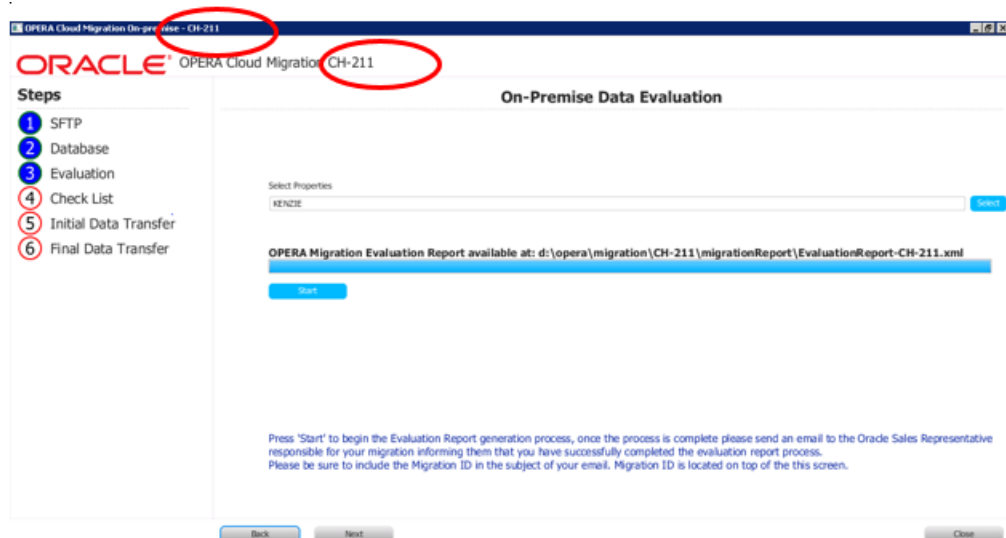 OPERA Cloud Migration On-premise - CH-211
ORACLE® OPERA Cloud Migration CH-211
Steps
On-Premise Data Evaluation
1 SFTP
2 Database
3 Evaluation
4 Check List
5 Initial Data Transfer
6 Final Data Transfer
Select Properties
KENZIE
Select
OPERA Migration Evaluation Report available at: d:\opera\migration\CH-211\migrationReport\EvaluationReport-CH-211.xml
Start
Press 'Start' to begin the Evaluation Report generation process, once the process is complete please send an email to the Oracle Sales Representative
responsible for your migration informing them that you have successfully completed the evaluation report process.
Please be sure to include the Migration ID in the subject of your email. Migration ID is located on top of the this screen.
Back Next Close